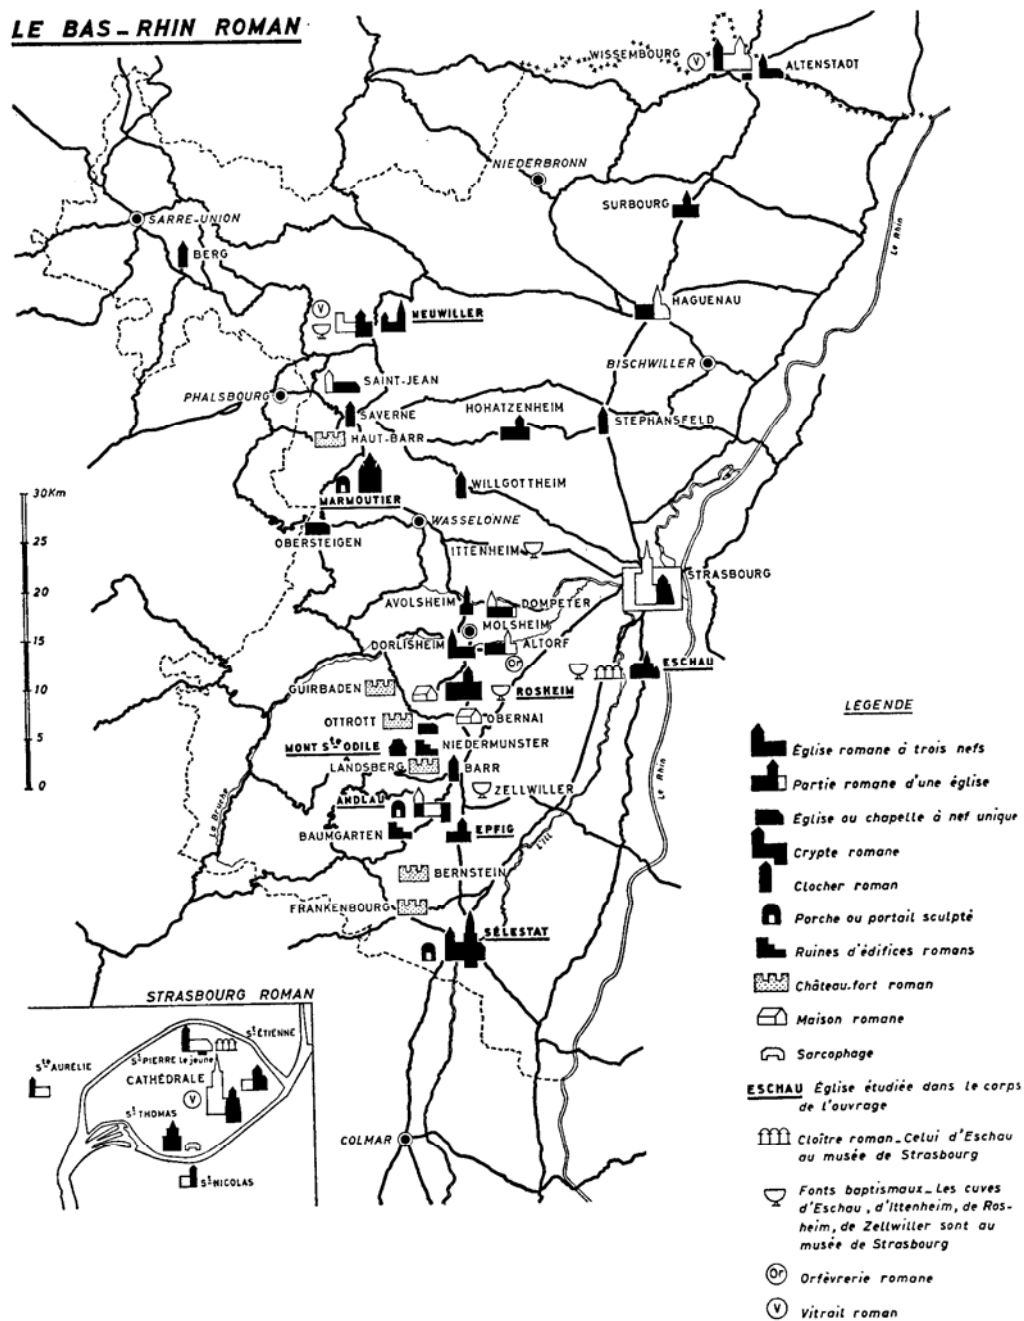 LE BAS-RHIN ROMAN
WISSEMBOURG
V
ALTENSTADT
NIEDERBRONN
SURBOURG
SARRE-UNION
BERG
Le Rhin
V
NEUWILLER
HAGUENAU
BISCHWILLER
SAINT-JEAN
PHALSBOURG
SAVERNE
HOHATZENHEIM
STEPHANSFELD
HAUT-BARR
WILLGOTTHEIM
MARMOUTIER
WASSELONNE
OBERSTEIGEN
ITTENHEIM
STRASBOURG
30Km
25
20
15
10
5
0
AVOLSHEIM
DOMPETER
MOLSHEIM
DORLISHEIM
ALTORF
Or
ESCHAU
GUIRBADEN
ROSHEIM
OTTROTT
OBERNAI
MONT Ste ODILE
NIEDERMUNSTER
LANDSBERG
BARR
ZELLWILLER
Le Rhin
ANDLAU
La Bruche
BAUMGARTEN
EPFIG
L'Ill
BERNSTEIN
FRANKENBOURG
SÉLESTAT
COLMAR
STRASBOURG ROMAN
St ÉTIENNE
St PIERRE le jeune
Ste AURÉLIE
CATHÉDRALE
V
St THOMAS
St NICOLAS
LEGENDE
Église romane à trois nefs
Partie romane d'une église
Église ou chapelle à nef unique
Crypte romane
Clocher roman
Porche ou portail sculpté
Ruines d'édifices romans
Château-fort roman
Maison romane
Sarcophage
ESCHAU Église étudiée dans le corps
de l'ouvrage
Cloître roman_Celui d'Eschau
au musée de Strasbourg
Fonts baptismaux_Les cuves
d'Eschau, d'Ittenheim, de Ros-
heim, de Zellwiller sont au
musée de Strasbourg
Or Orfèvrerie romane
V Vitrail roman